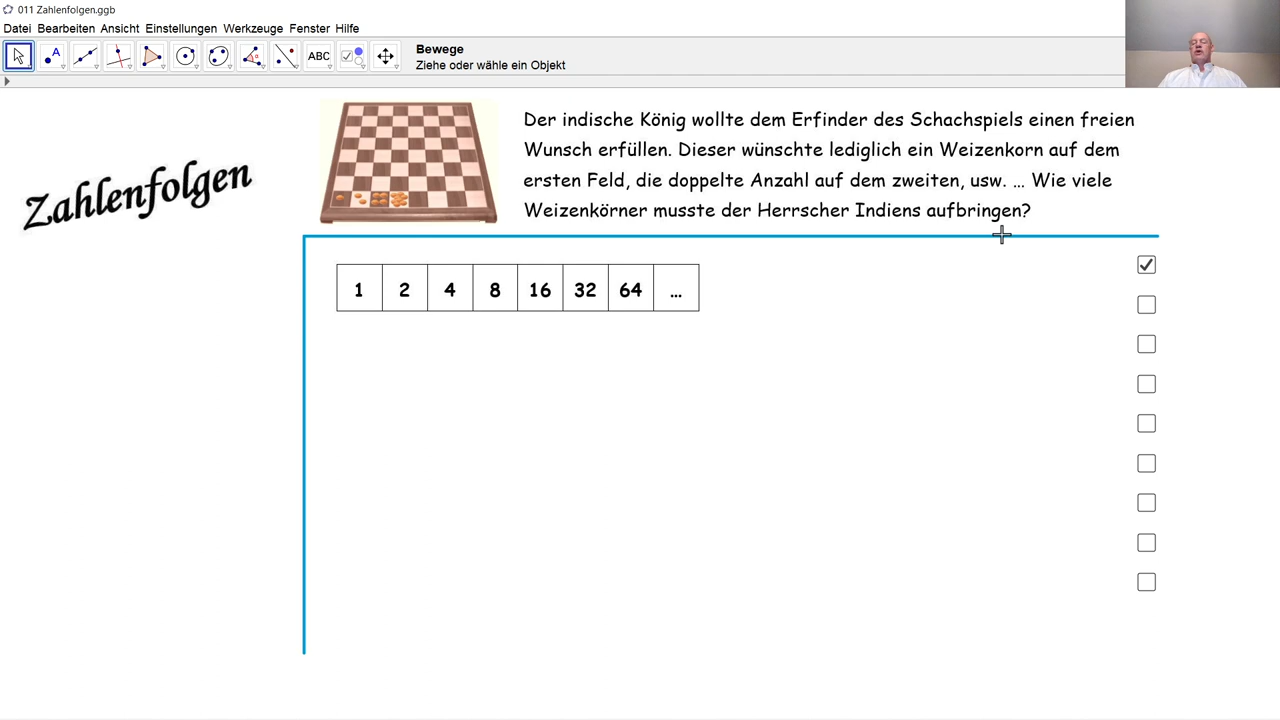 011 Zahlenfolgen.ggb
Datei Bearbeiten Ansicht Einstellungen Werkzeuge Fenster Hilfe
A
ABC
Bewege
Ziehe oder wähle ein Objekt
Zahlenfolgen
Der indische König wollte dem Erfinder des Schachspiels einen freien
Wunsch erfüllen. Dieser wünschte lediglich ein Weizenkorn auf dem
ersten Feld, die doppelte Anzahl auf dem zweiten, usw. ... Wie viele
Weizenkörner musste der Herrscher Indiens aufbringen?
1 2 4 8 16 32 64 ...